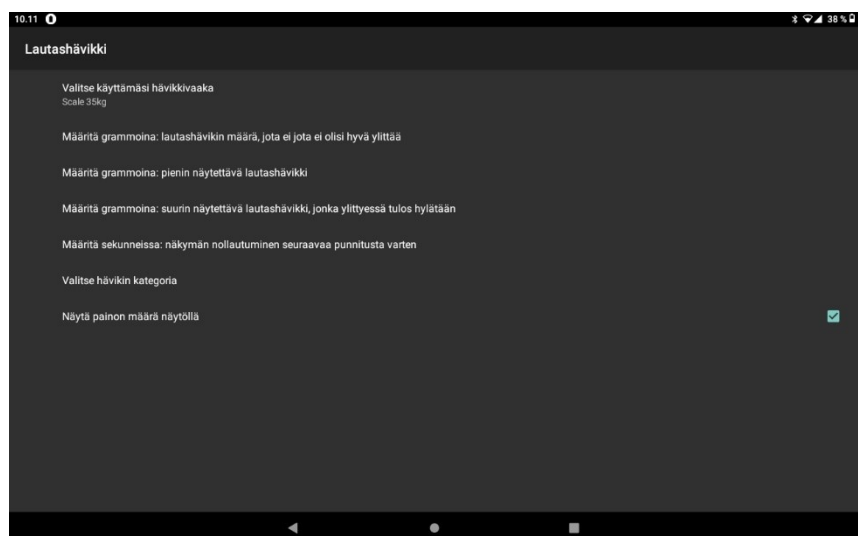 10.11 38 %
Lautashävikki
Valitse käyttämäsi hävikkivaaka
Scale 35kg
Määritä grammoina: lautashävikin määrä, jota ei jota ei olisi hyvä ylittää
Määritä grammoina: pienin näytettävä lautashävikki
Määritä grammoina: suurin näytettävä lautashävikki, jonka ylittyessä tulos hylätään
Määritä sekunneissa: näkymän nollautuminen seuraavaa punnitusta varten
Valitse hävikin kategoria
Näytä painon määrä näytöllä